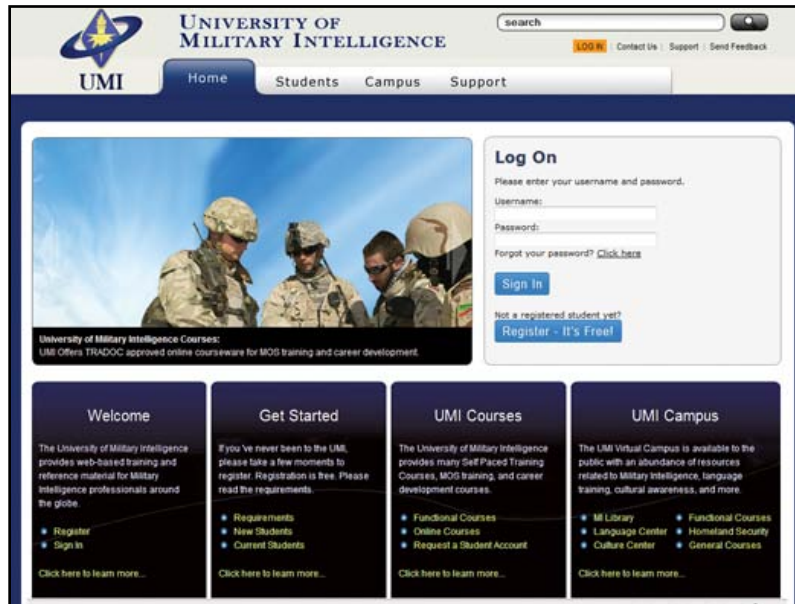 UNIVERSITY OF
MILITARY INTELLIGENCE
UMI
search
LOG IN | Contact Us | Support | Send Feedback
Home
Students
Campus
Support
Log On
Please enter your username and password.
Username:
Password:
Forgot your password? Click here
Sign In
Not a registered student yet?
Register - It's Free!
University of Military Intelligence Courses:
UMI Offers TRADOC approved online courseware for MOS training and career development.
Welcome
The University of Military Intelligence
provides web-based training and
reference material for Military
Intelligence professionals around
the globe.
Register
Sign In
Click here to learn more...
Get Started
If you've never been to the UMI,
please take a few moments to
register. Registration is free. Please
read the requirements.
Requirements
New Students
Current Students
Click here to learn more...
UMI Courses
The University of Military Intelligence
provides many Self Paced Training
Courses, MOS training, and career
development courses.
Functional Courses
Online Courses
Request a Student Account
Click here to learn more...
UMI Campus
The UMI Virtual Campus is available to the
public with an abundance of resources
related to Military Intelligence, language
training, cultural awareness, and more.
MI Library
Language Center
Culture Center
Functional Courses
Homeland Security
General Courses
Click here to learn more...